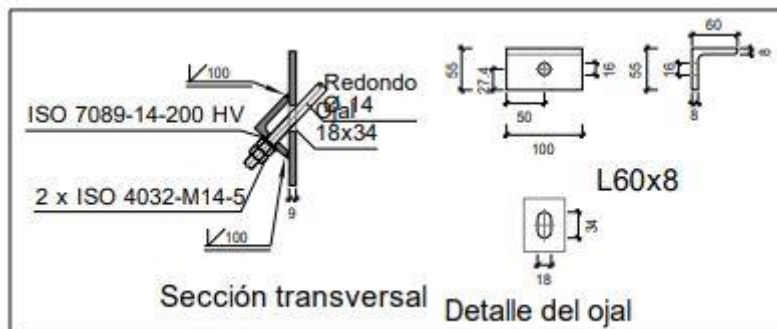 100
Redondo
Ø 14
ISO 7089-14-200 HV
Ojal
18x34
2 x ISO 4032-M14-5
9
100
Sección transversal
55
27.4
16
50
100
60
8
55
16
8
L60x8
34
18
Detalle del ojal